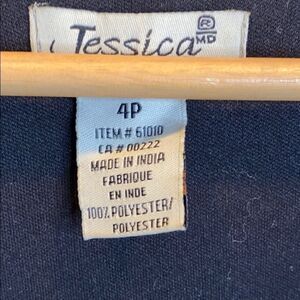 Jessica ®
MD
4P
ITEM # 61010
CA # 00222
MADE IN INDIA
FABRIQUE
EN INDE
100% POLYESTER/
POLYESTER